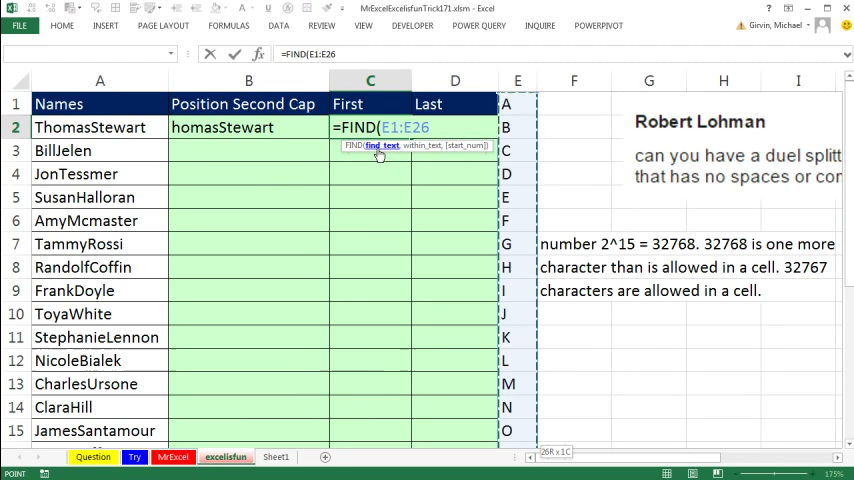 MrExcelExcelisfunTrick171.xlsm - Excel
FILE HOME INSERT PAGE LAYOUT FORMULAS DATA REVIEW VIEW DEVELOPER POWER QUERY INQUIRE POWERPIVOT Girvin, Michael
=FIND(E1:E26
A B C D E F G H I
1 Names Position Second Cap First Last A
2 ThomasStewart homasStewart =FIND(E1:E26 B
FIND(find_text, within_text, [start_num])
3 BillJelen C
4 JonTessmer D
5 SusanHalloran E
6 AmyMcmaster F
7 TammyRossi G number 2^15 = 32768. 32768 is one more
8 RandolfCoffin H character than is allowed in a cell. 32767
9 FrankDoyle I characters are allowed in a cell.
10 ToyaWhite J
11 StephanieLennon K
12 NicoleBialek L
13 CharlesUrsone M
14 ClaraHill N
15 JamesSantamour O
Robert Lohman
can you have a duel splitt
that has no spaces or con
26R x 1C
Question Try MrExcel excelisfun Sheet1
POINT 175%